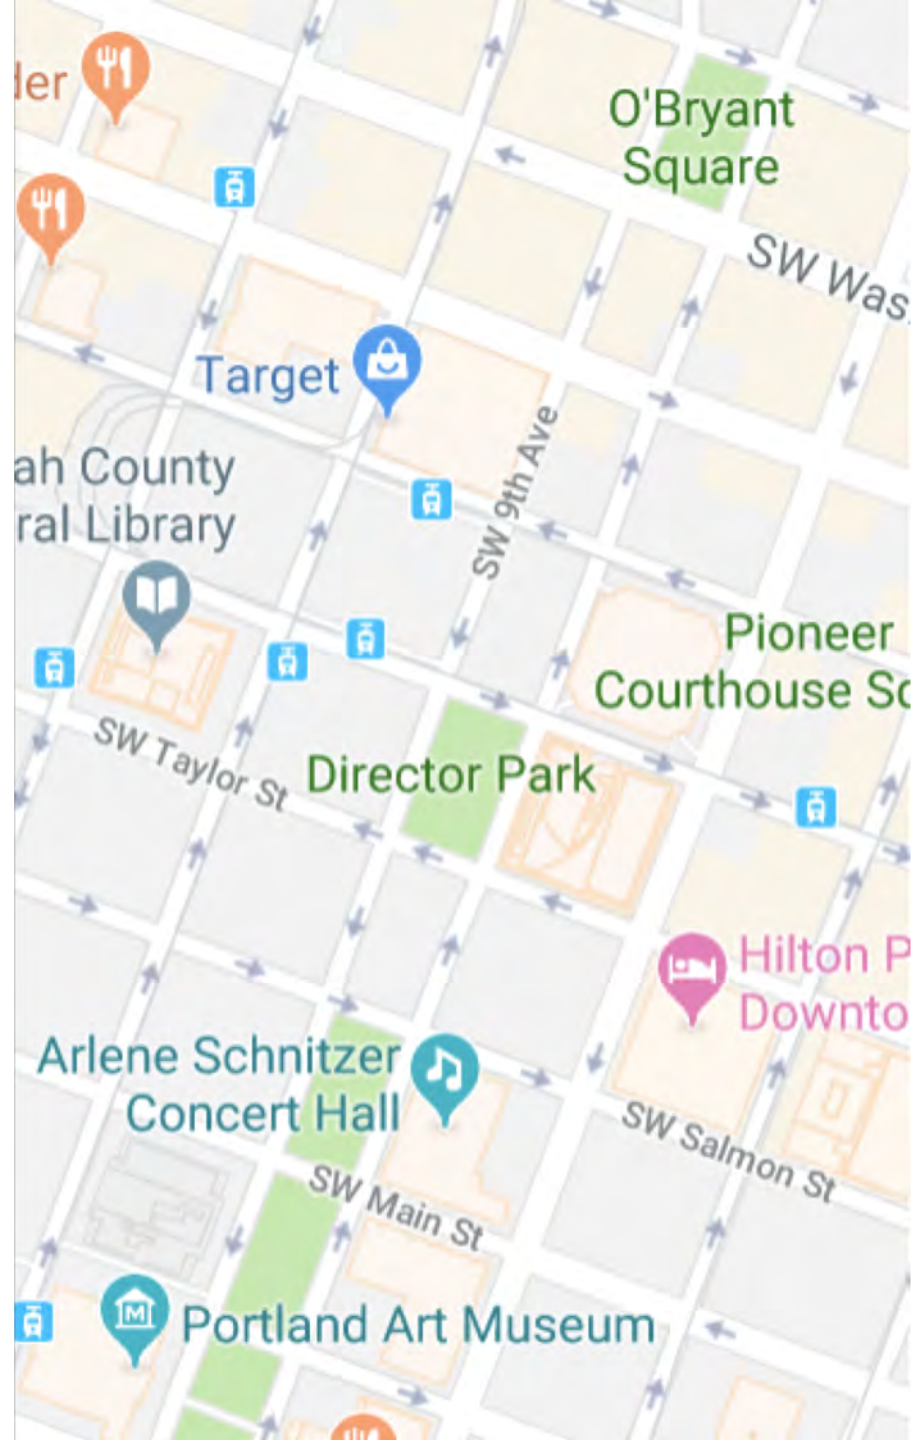 der
O'Bryant
Square
SW Was
Target
SW 9th Ave
ah County
ral Library
Pioneer
Courthouse Sq
SW Taylor St
Director Park
Hilton P
Downto
Arlene Schnitzer
Concert Hall
SW Salmon St
SW Main St
M
Portland Art Museum